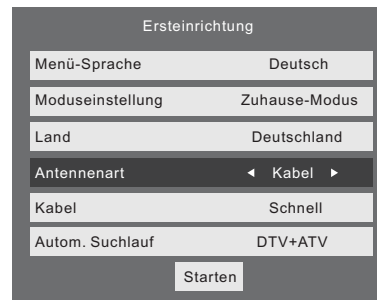 Ersteinrichtung
Menü-Sprache Deutsch
Moduseinstellung Zuhause-Modus
Land Deutschland
Antennenart ◄ Kabel ►
Kabel Schnell
Autom. Suchlauf DTV+ATV
Starten